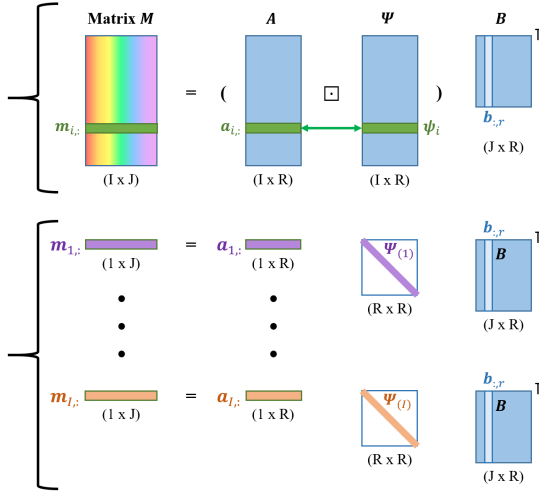 Matrix M A Ψ B
= ( ⊡ ) T
m_{i,:} a_{i,:} ψ_i b_{:,r}
(I x J) (I x R) (I x R) (J x R)
b_{:,r}
m_{1,:} = a_{1,:} Ψ_{(1)} B T
(1 x J) (1 x R) (R x R) (J x R)
b_{:,r}
m_{I,:} = a_{I,:} Ψ_{(I)} B T
(1 x J) (1 x R) (R x R) (J x R)